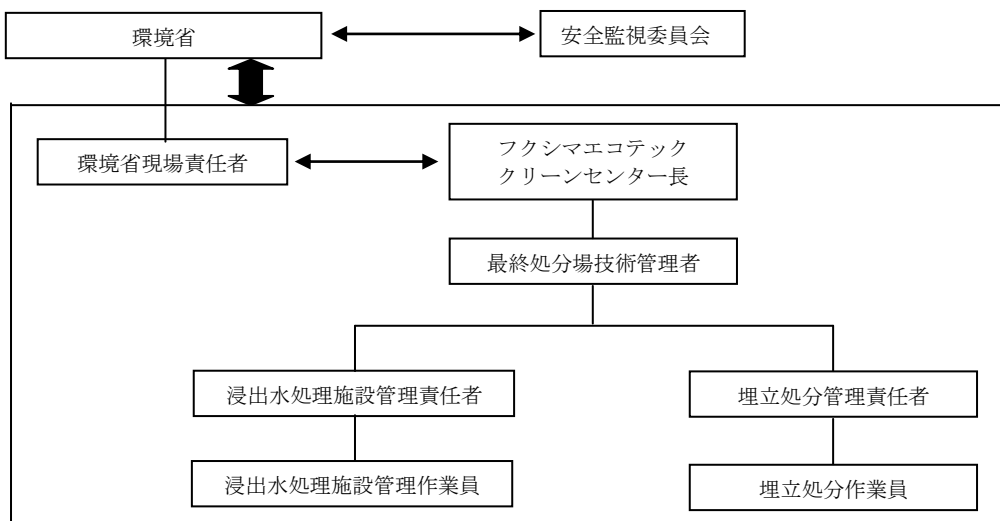 環境省
安全監視委員会
環境省現場責任者
フクシマエコテック
クリーンセンター長
最終処分場技術管理者
浸出水処理施設管理責任者
埋立処分管理責任者
浸出水処理施設管理作業員
埋立処分作業員